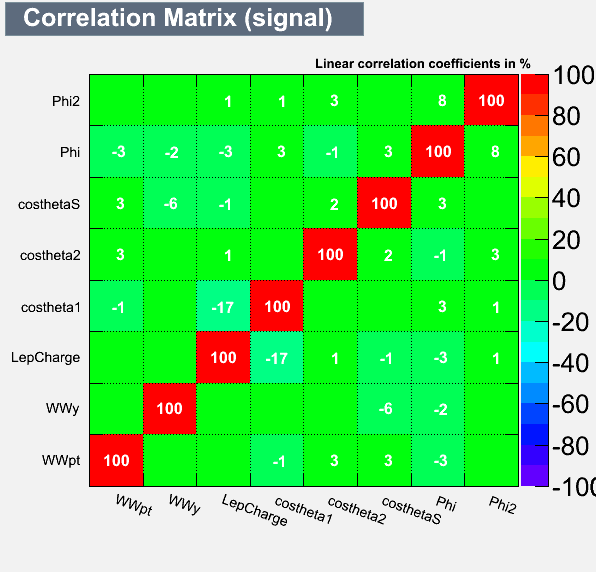 Correlation Matrix (signal)
Linear correlation coefficients in %
Phi2 1 1 3 8 100
Phi -3 -2 -3 3 -1 3 100 8
costhetaS 3 -6 -1 2 100 3
costheta2 3 1 100 2 -1 3
costheta1 -1 -17 100 3 1
LepCharge 100 -17 1 -1 -3 1
WWy 100 -6 -2
WWpt 100 -1 3 3 -3
WWpt WWy LepCharge costheta1 costheta2 costhetaS Phi Phi2
100
80
60
40
20
0
-20
-40
-60
-80
-100